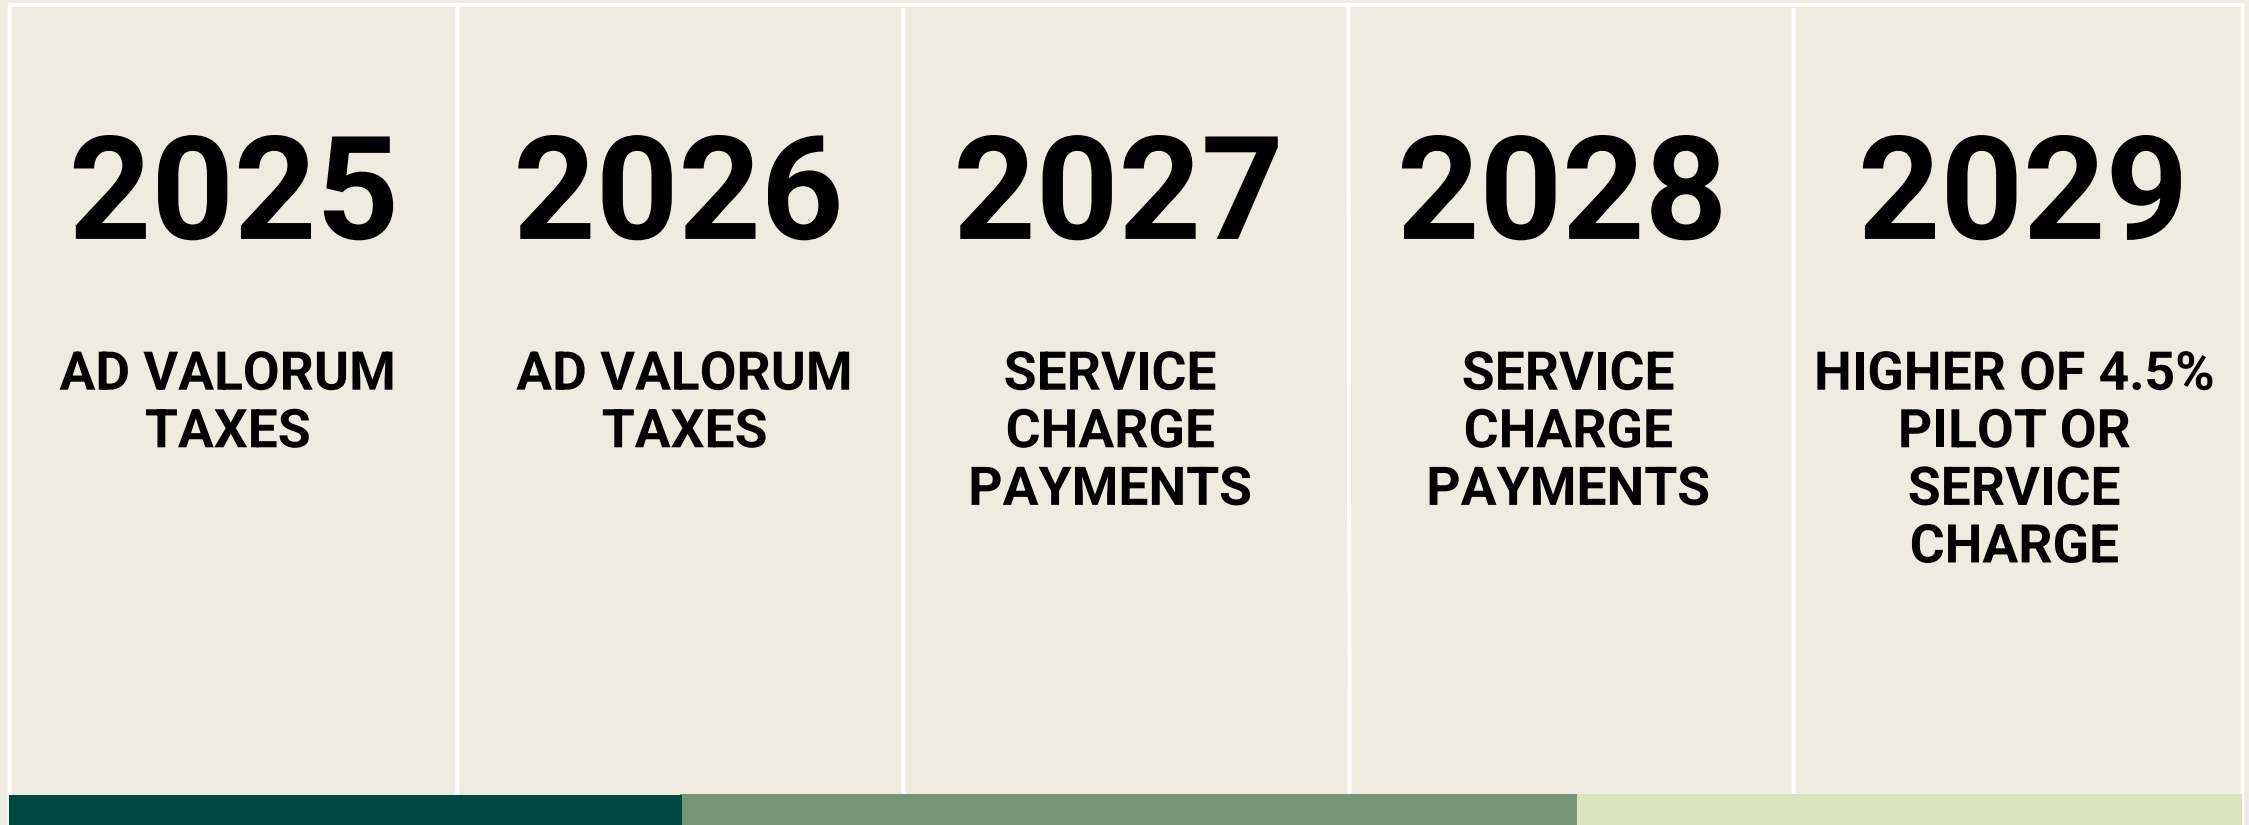 2025
AD VALORUM
TAXES
2026
AD VALORUM
TAXES
2027
SERVICE
CHARGE
PAYMENTS
2028
SERVICE
CHARGE
PAYMENTS
2029
HIGHER OF 4.5%
PILOT OR
SERVICE
CHARGE